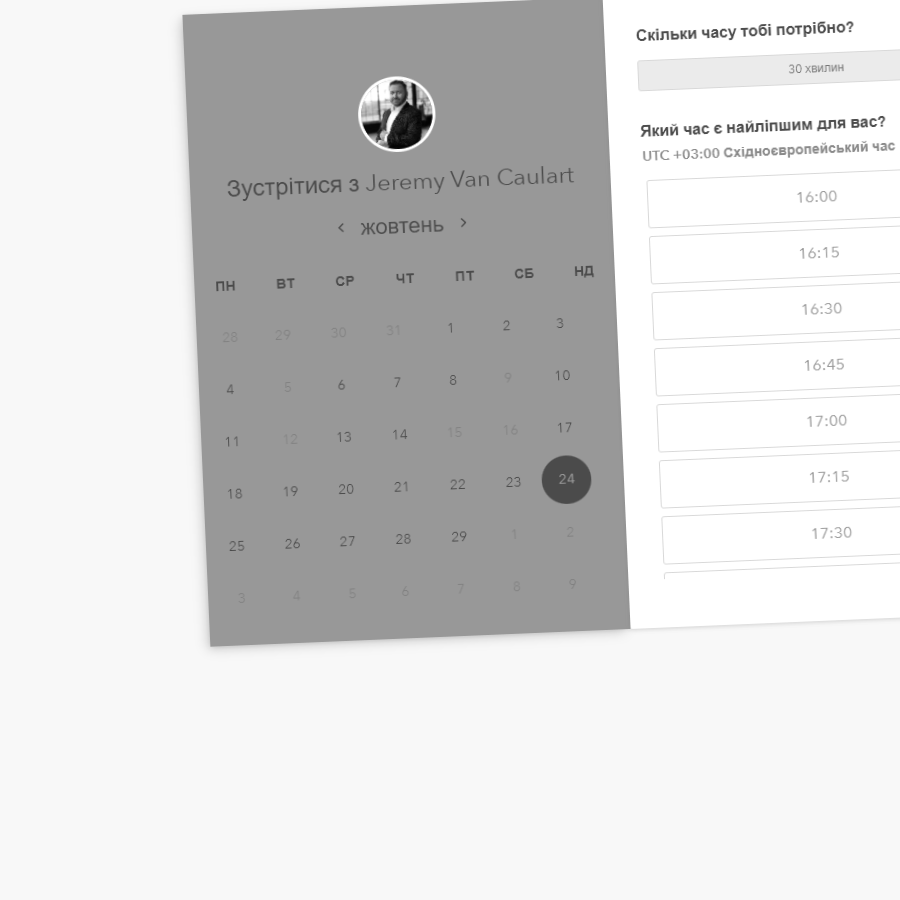 Зустрітися з Jeremy Van Caulart
‹ жовтень ›
ПН ВТ СР ЧТ ПТ СБ НД
28 29 30 31 1 2 3
4 5 6 7 8 9 10
11 12 13 14 15 16 17
18 19 20 21 22 23 24
25 26 27 28 29 1 2
3 4 5 6 7 8 9
Скільки часу тобі потрібно?
30 хвилин
Який час є найліпшим для вас?
UTC +03:00 Східноєвропейський час
16:00
16:15
16:30
16:45
17:00
17:15
17:30